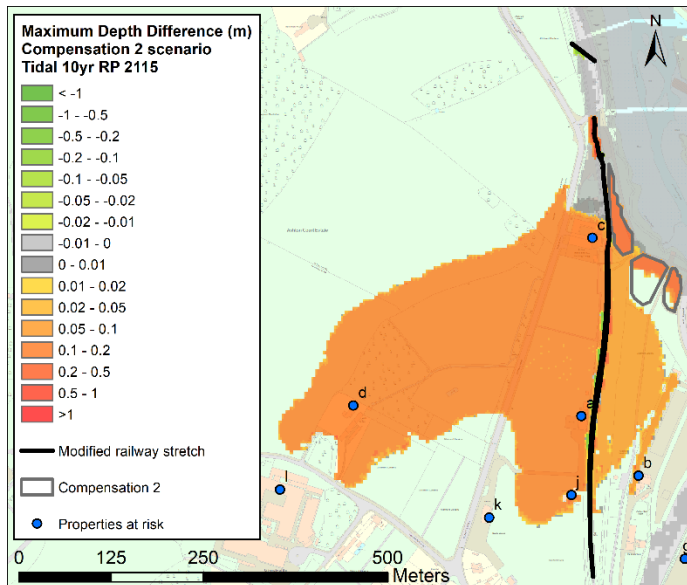 Maximum Depth Difference (m)
Compensation 2 scenario
Tidal 10yr RP 2115
< -1
-1 - -0.5
-0.5 - -0.2
-0.2 - -0.1
-0.1 - -0.05
-0.05 - -0.02
-0.02 - -0.01
-0.01 - 0
0 - 0.01
0.01 - 0.02
0.02 - 0.05
0.05 - 0.1
0.1 - 0.2
0.2 - 0.5
0.5 - 1
>1
Modified railway stretch
Compensation 2
Properties at risk
N
c
d
a
b
l
j
k
0 125 250 500
Meters